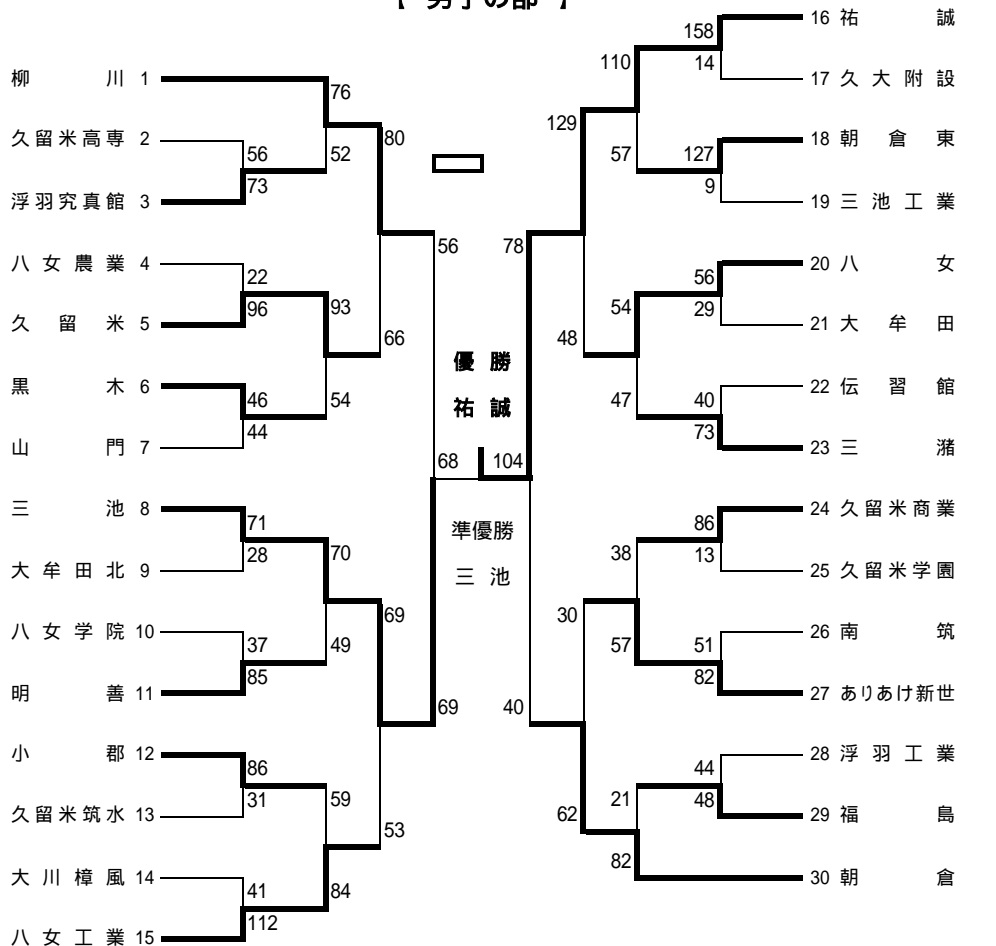 【 男子の部 】
柳川 1
76
80
久留米高専 2
56
52
浮羽究真館 3
73
56
八女農業 4
22
久留米 5
96
93
66
黒木 6
46
54
山門 7
44
68
三池 8
71
大牟田北 9
28
70
69
八女学院 10
37
49
明善 11
85
69
小郡 12
86
久留米筑水 13
31
59
53
大川樟風 14
41
84
八女工業 15
112
優勝
祐誠
104
準優勝
三池
16 祐誠
158
110
14
17 久大附設
129
18 朝倉東
127
57
9
19 三池工業
78
20 八女
56
54
29
21 大牟田
48
22 伝習館
40
47
73
23 三潴
24 久留米商業
86
38
13
25 久留米学園
30
26 南筑
51
57
82
27 ありあけ新世
40
28 浮羽工業
44
21
48
29 福島
62
82
30 朝倉